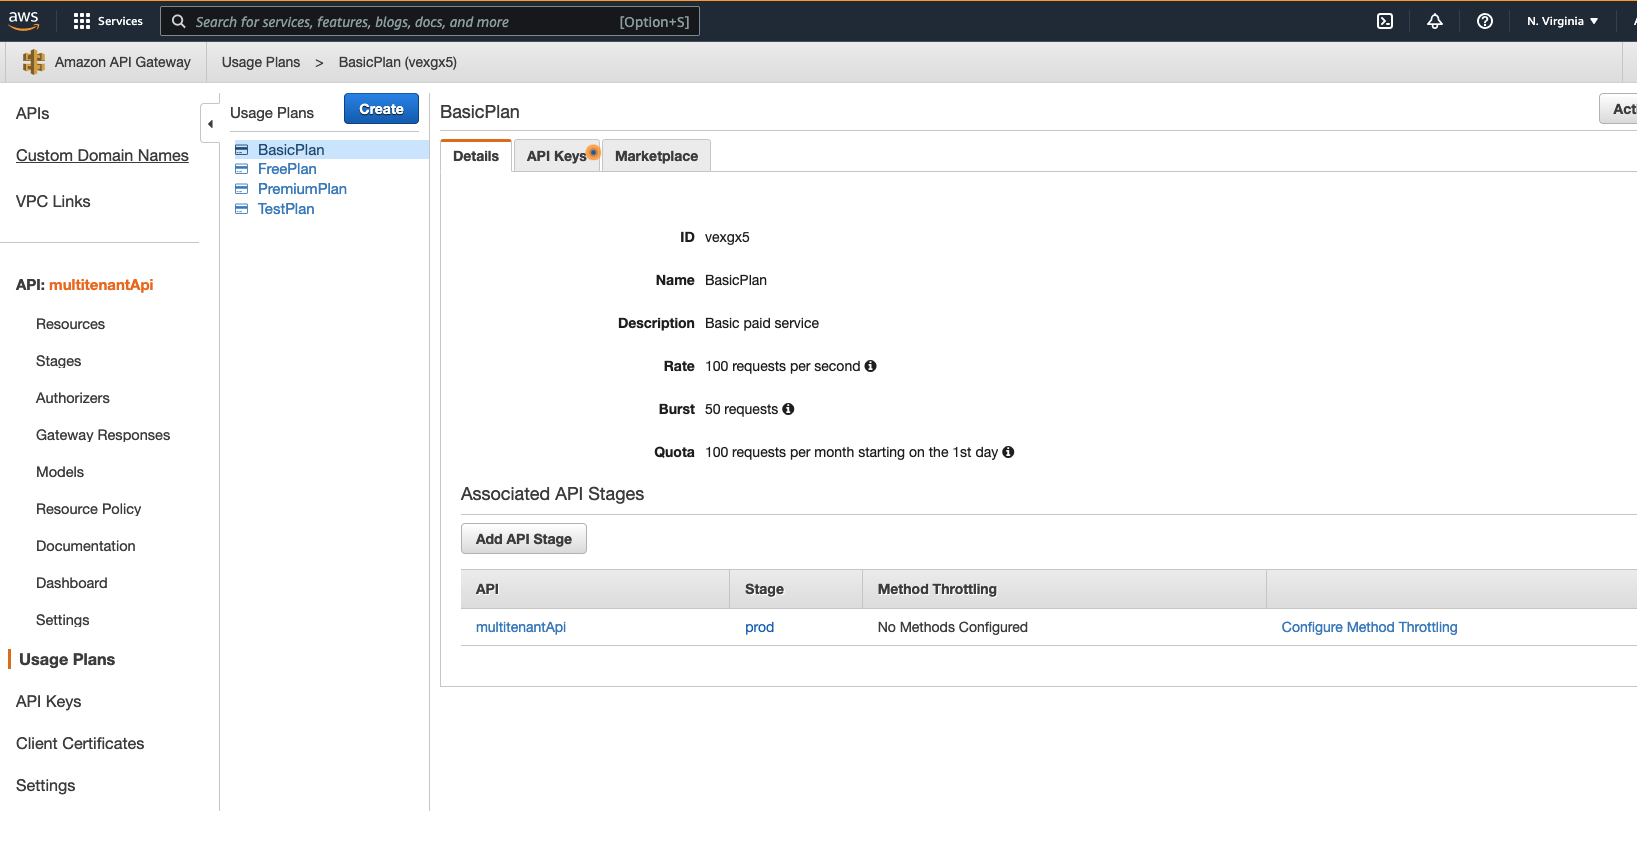 aws
Services
Search for services, features, blogs, docs, and more
[Option+S]
N. Virginia
Amazon API Gateway
Usage Plans > BasicPlan (vexgx5)
APIs
Custom Domain Names
VPC Links
API: multitenantApi
Resources
Stages
Authorizers
Gateway Responses
Models
Resource Policy
Documentation
Dashboard
Settings
Usage Plans
API Keys
Client Certificates
Settings
Usage Plans
Create
BasicPlan
FreePlan
PremiumPlan
TestPlan
BasicPlan
Act
Details
API Keys
Marketplace
ID vexgx5
Name BasicPlan
Description Basic paid service
Rate 100 requests per second
Burst 50 requests
Quota 100 requests per month starting on the 1st day
Associated API Stages
Add API Stage
API Stage Method Throttling
multitenantApi prod No Methods Configured Configure Method Throttling